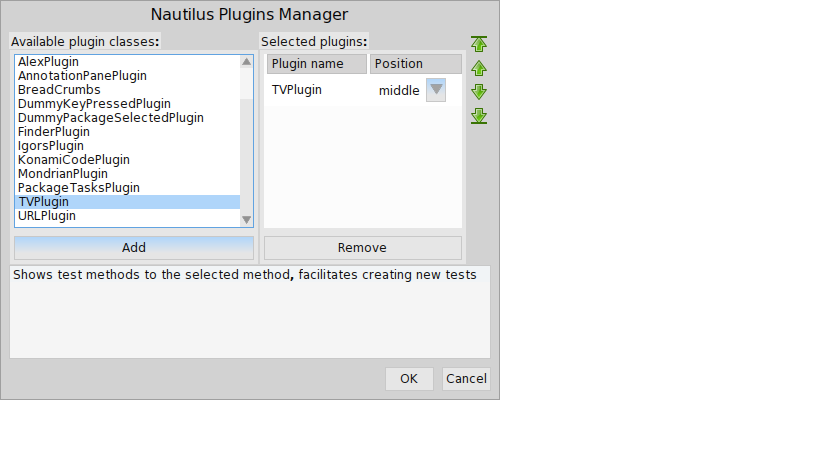 Nautilus Plugins Manager
Available plugin classes:
Selected plugins:
AlexPlugin
AnnotationPanePlugin
BreadCrumbs
DummyKeyPressedPlugin
DummyPackageSelectedPlugin
FinderPlugin
IgorsPlugin
KonamiCodePlugin
MondrianPlugin
PackageTasksPlugin
TVPlugin
URLPlugin
Plugin name
Position
TVPlugin
middle
Add
Remove
Shows test methods to the selected method, facilitates creating new tests
OK
Cancel